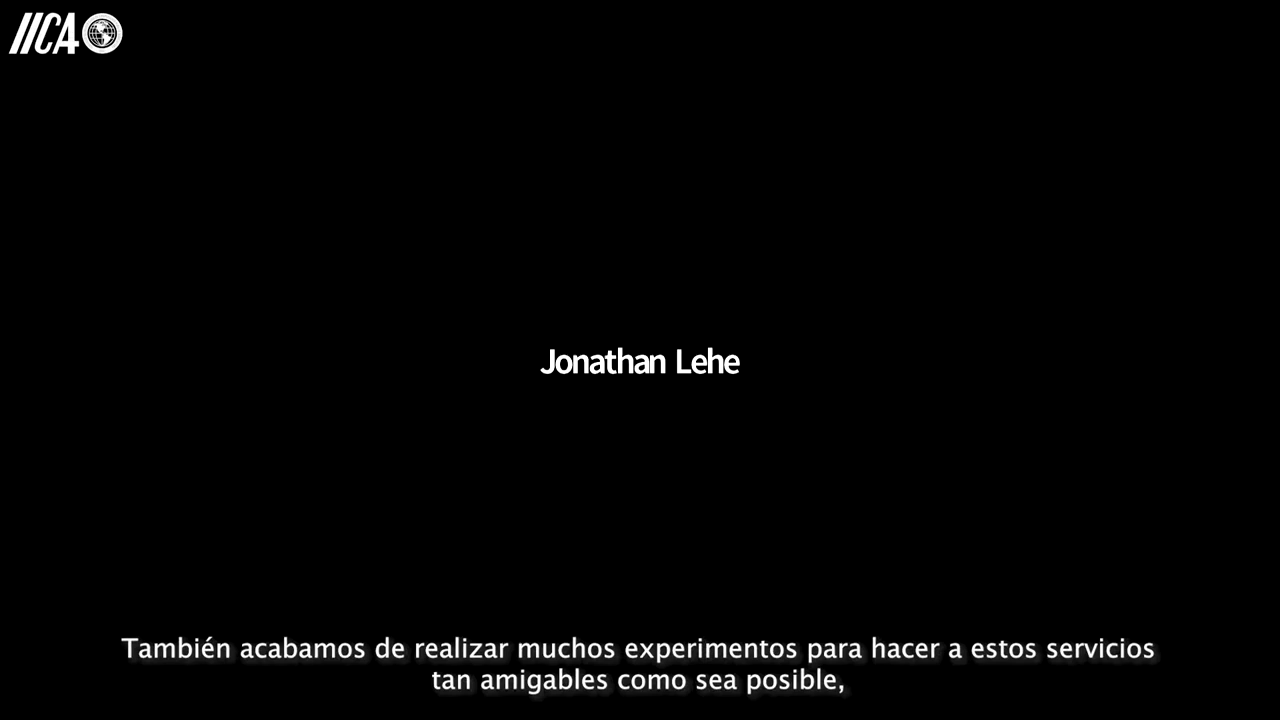 IICA
Jonathan Lehe
También acabamos de realizar muchos experimentos para hacer a estos servicios
tan amigables como sea posible,